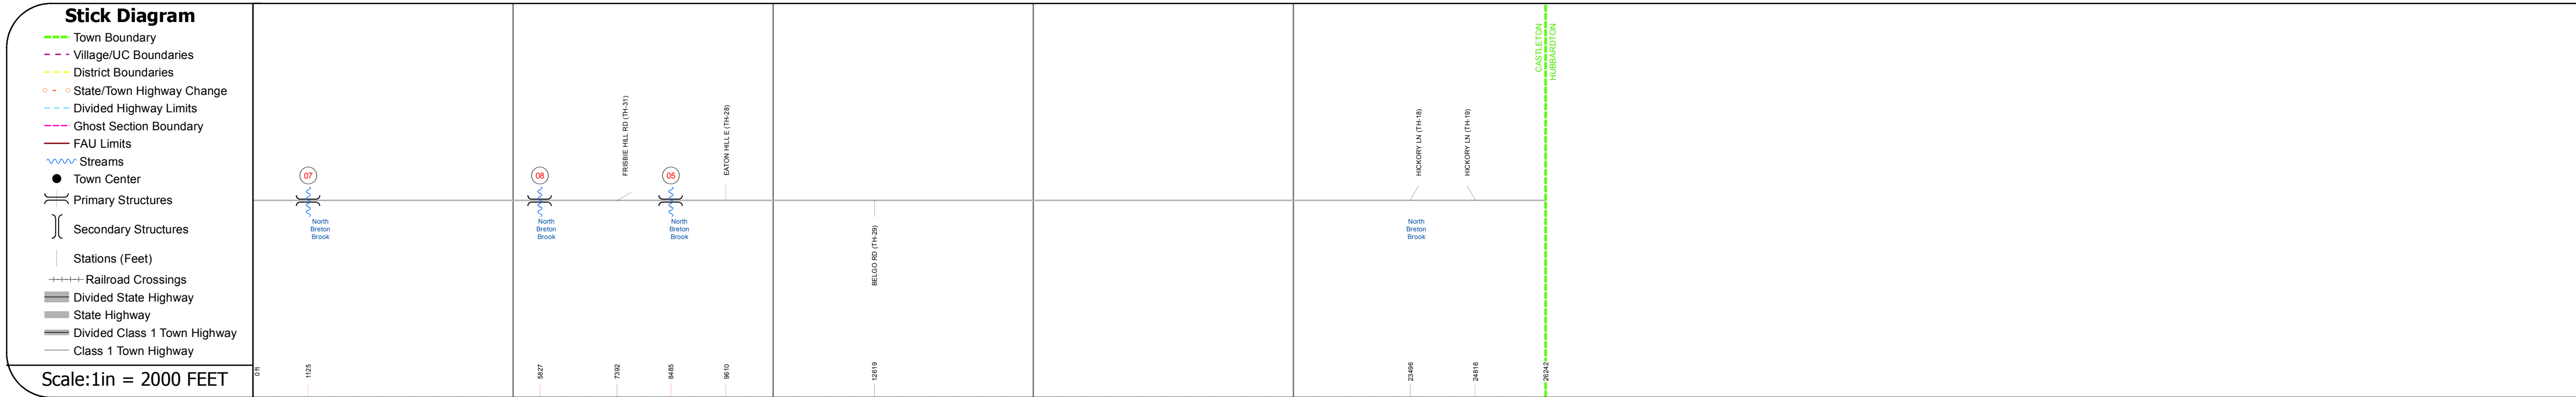 Stick Diagram
Town Boundary
Village/UC Boundaries
District Boundaries
State/Town Highway Change
Divided Highway Limits
Ghost Section Boundary
FAU Limits
Streams
Town Center
Primary Structures
Secondary Structures
Stations (Feet)
Railroad Crossings
Divided State Highway
State Highway
Divided Class 1 Town Highway
Class 1 Town Highway
Scale:1in = 2000 FEET
CASTLETON
HUBBARDTON
FRISBIE HILL RD (TH-31)
EATON HILL E (TH-28)
HICKORY LN (TH-18)
HICKORY LN (TH-19)
07
08
05
North
Breton
Brook
North
Breton
Brook
North
Breton
Brook
BELGO RD (TH-29)
North
Breton
Brook
0 ft
1125
5827
7392
8485
9610
12619
23496
24816
26242